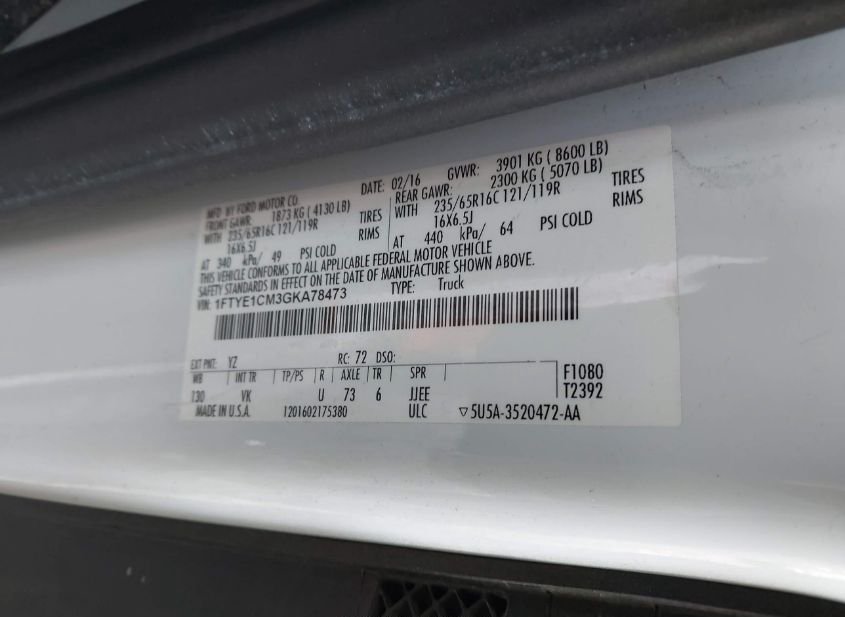 MFD BY FORD MOTOR CO DATE: 02/16 GVWR: 3901 KG ( 8600 LB)
FRONT GAWR: 1873 KG ( 4130 LB) REAR GAWR: 2300 KG ( 5070 LB)
WITH 235/65R16C 121/119R TIRES WITH 235/65R16C 121/119R TIRES
16X6.5J RIMS 16X6.5J RIMS
AT 340 kPa/ 49 PSI COLD AT 440 kPa/ 64 PSI COLD
THIS VEHICLE CONFORMS TO ALL APPLICABLE FEDERAL MOTOR VEHICLE
SAFETY STANDARDS IN EFFECT ON THE DATE OF MANUFACTURE SHOWN ABOVE.
VIN: 1FTYE1CM3GKA78473 TYPE: Truck
EXT PNT: YZ RC: 72 DSO:
WB INT TR TP/PS R AXLE TR SPR F1080
130 VK U 73 6 JJEE T2392
MADE IN U.S.A. 1201602175380 ULC ▽5U5A-3520472-AA